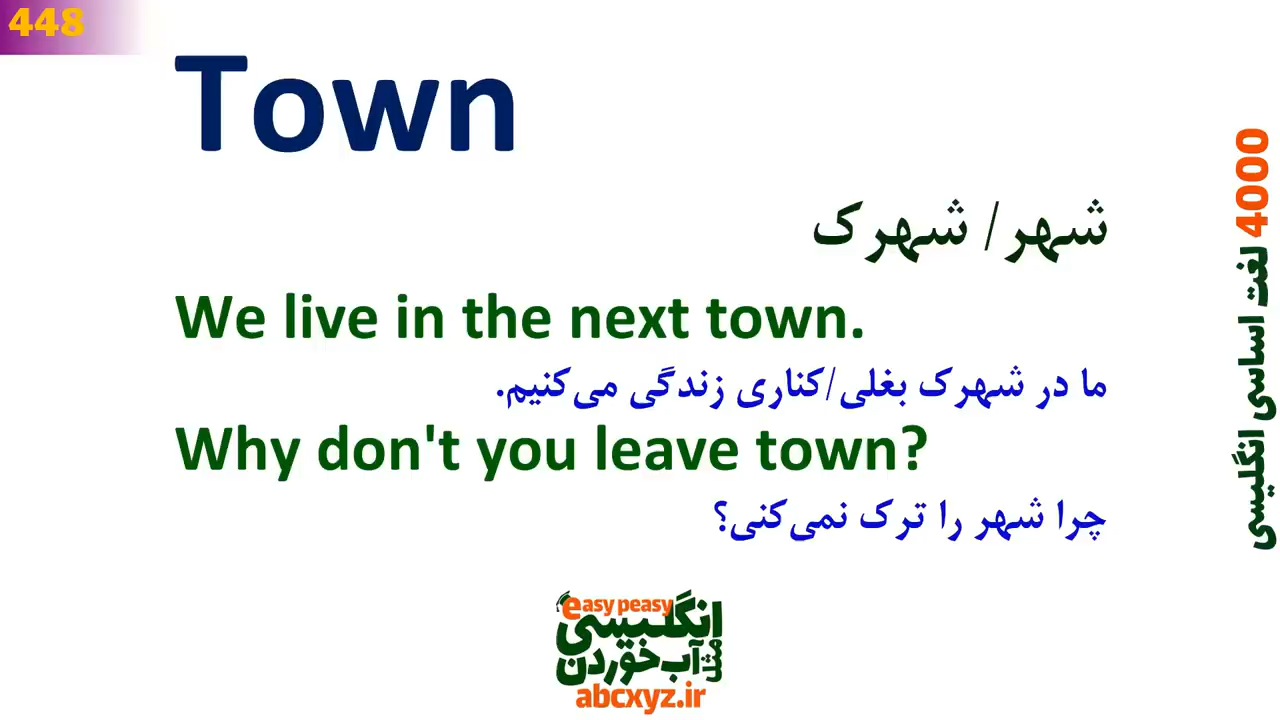 448
Town
شهر/ شهرک
We live in the next town.
ما در شهرک بغلی/کناری زندگی می‌کنیم.
Why don't you leave town?
چرا شهر را ترک نمی‌کنی؟
4000 لغت اساسی انگلیسی
easy peasy
انگلیسی
مثل آب خوردن
abcxyz.ir